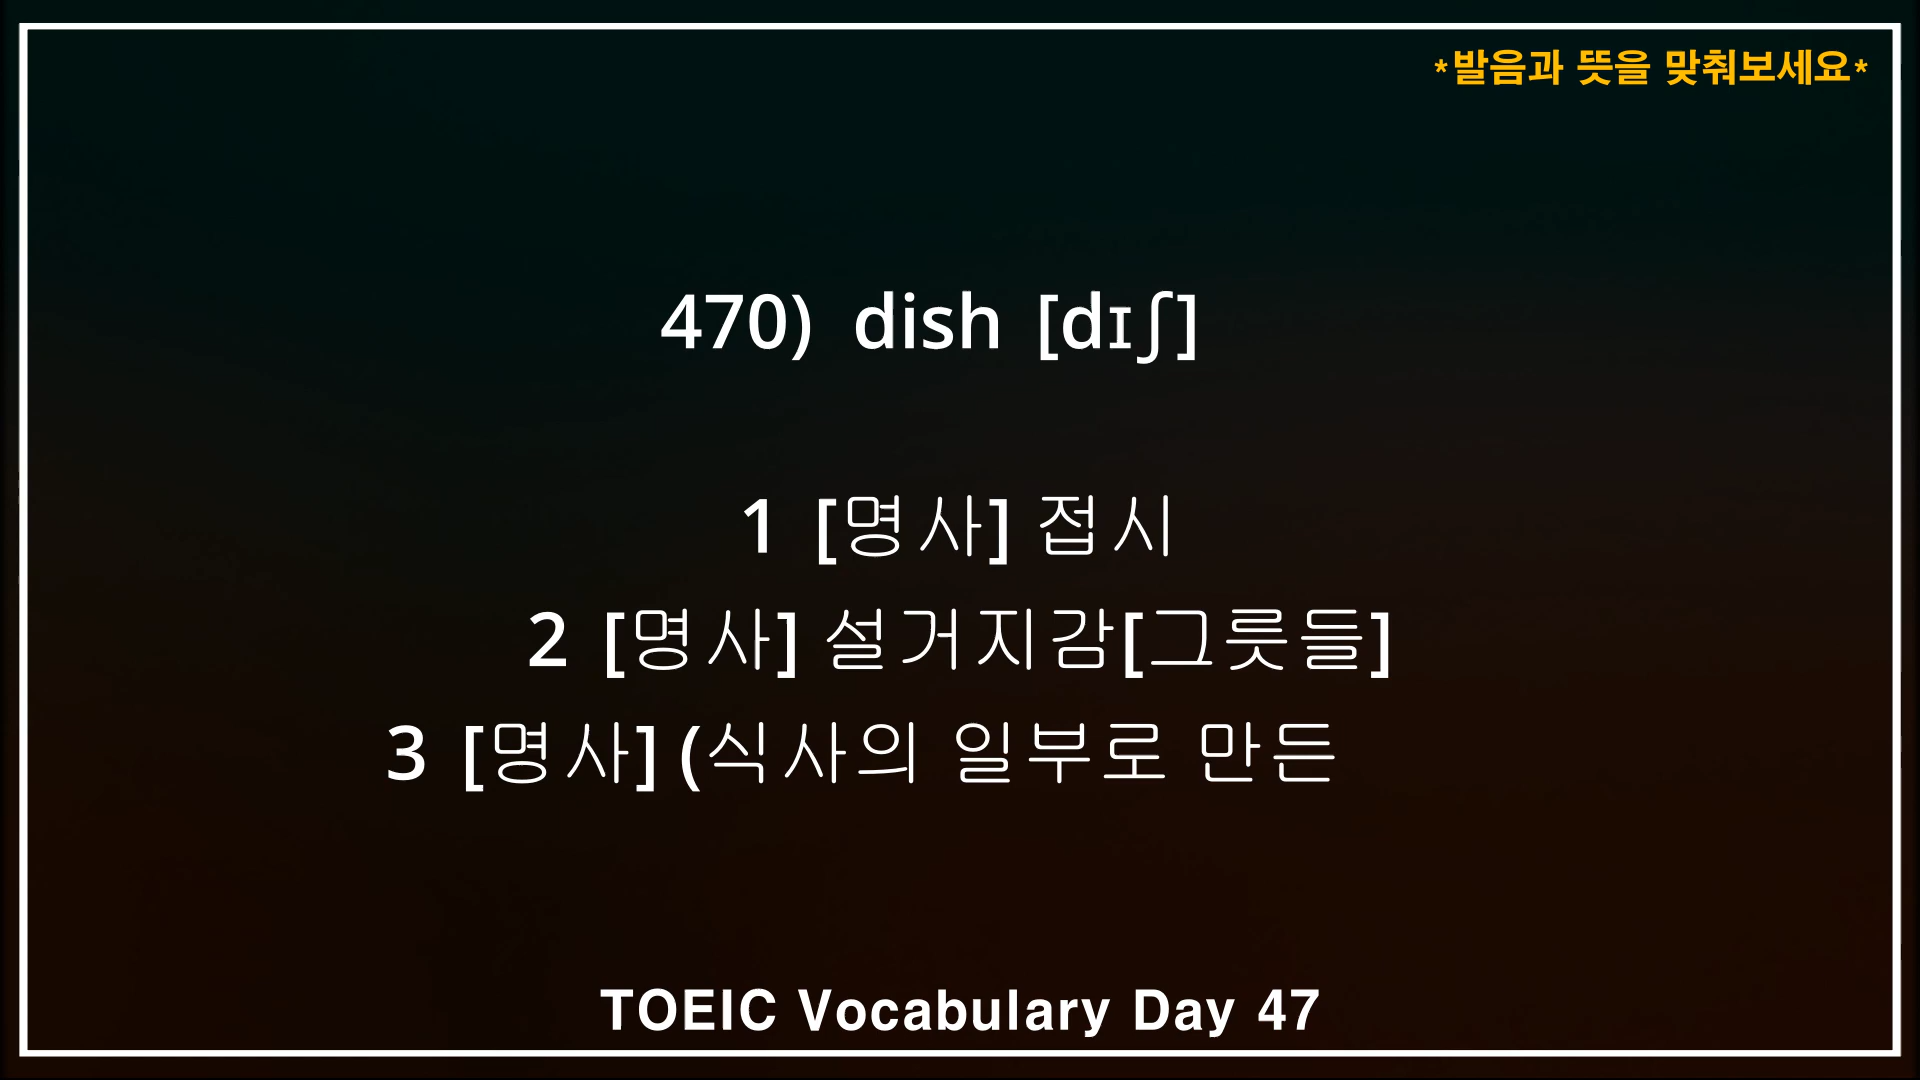 *발음과 뜻을 맞춰보세요*
470) dish [dɪʃ]
1 [명사] 접시
2 [명사] 설거지감[그릇들]
3 [명사] (식사의 일부로 만든
TOEIC Vocabulary Day 47